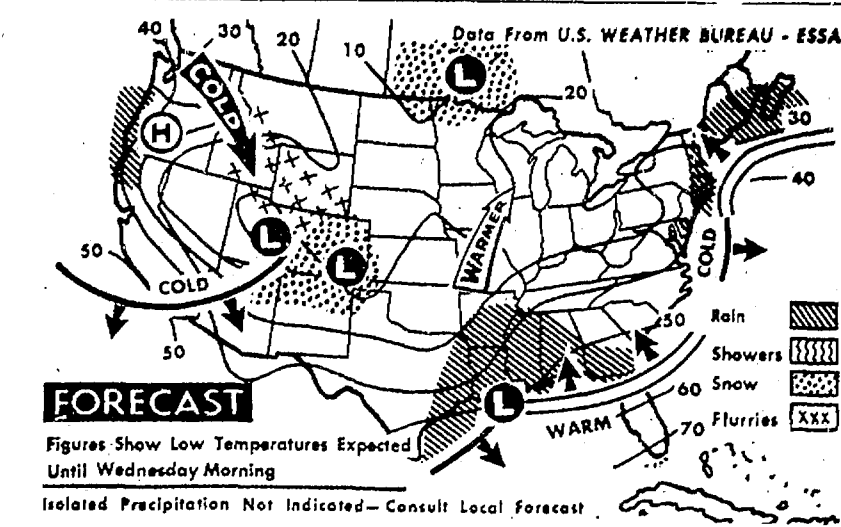 Data From U.S. WEATHER BUREAU - ESSA
40
30
20
10
L
20
COLD
H
30
40
WARMER
L
L
50
COLD
COLD
50
50
Rain
Showers
Snow
Flurries
XXX
L
60
WARM
70
FORECAST
Figures Show Low Temperatures Expected
Until Wednesday Morning
Isolated Precipitation Not Indicated— Consult Local Forecast